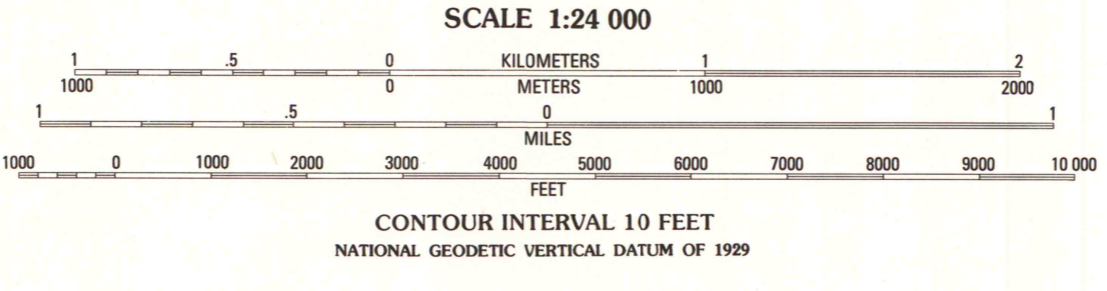 SCALE 1:24 000
1 .5 0 KILOMETERS 1 2
1000 0 METERS 1000 2000
1 .5 0 1
MILES
1000 0 1000 2000 3000 4000 5000 6000 7000 8000 9000 10 000
FEET
CONTOUR INTERVAL 10 FEET
NATIONAL GEODETIC VERTICAL DATUM OF 1929